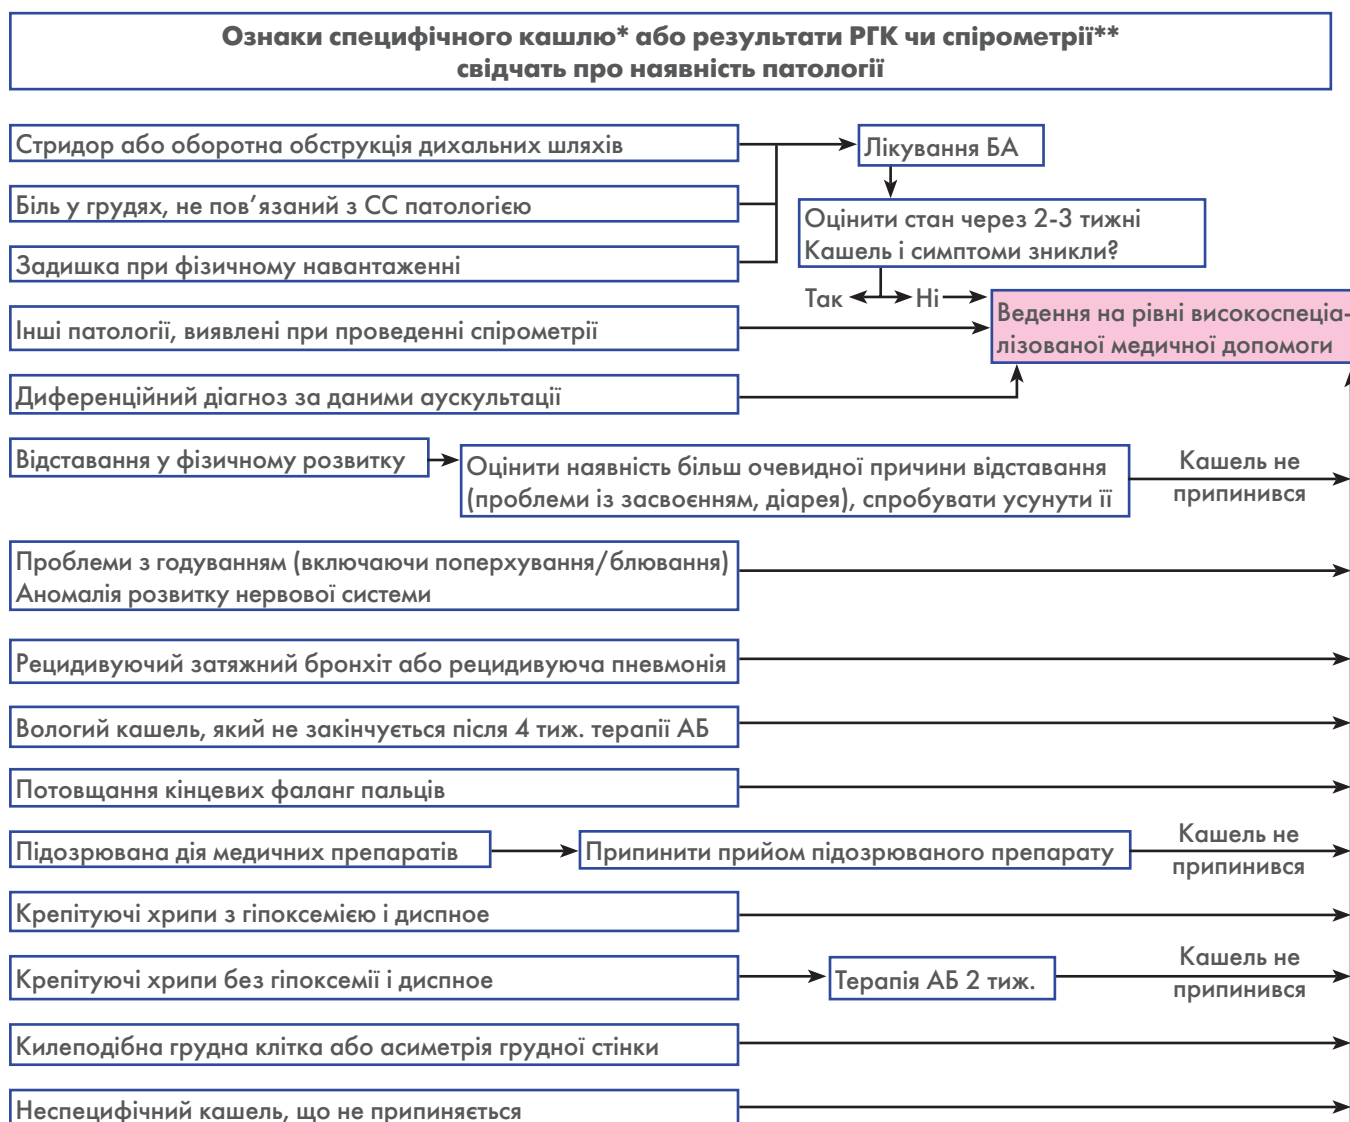 Ознаки специфічного кашлю* або результати РГК чи спірометрії**
свідчать про наявність патології
Стридор або оборотна обструкція дихальних шляхів
Лікування БА
Біль у грудях, не пов’язаний з СС патологією
Оцінити стан через 2-3 тижні
Кашель і симптоми зникли?
Задишка при фізичному навантаженні
Так
Ні
Ведення на рівні високоспеціа-
лізованої медичної допомоги
Інші патології, виявлені при проведенні спірометрії
Диференційний діагноз за даними аускультації
Відставання у фізичному розвитку
Оцінити наявність більш очевидної причини відставання
(проблеми із засвоєнням, діарея), спробувати усунути її
Кашель не
припинився
Проблеми з годуванням (включаючи поперхування/блювання)
Аномалія розвитку нервової системи
Рецидивуючий затяжний бронхіт або рецидивуюча пневмонія
Вологий кашель, який не закінчується після 4 тиж. терапії АБ
Потовщання кінцевих фаланг пальців
Підозрювана дія медичних препаратів
Припинити прийом підозрюваного препарату
Кашель не
припинився
Крепітуючі хрипи з гіпоксемією і диспное
Крепітуючі хрипи без гіпоксемії і диспное
Терапія АБ 2 тиж.
Кашель не
припинився
Килеподібна грудна клітка або асиметрія грудної стінки
Неспецифічний кашель, що не припиняється